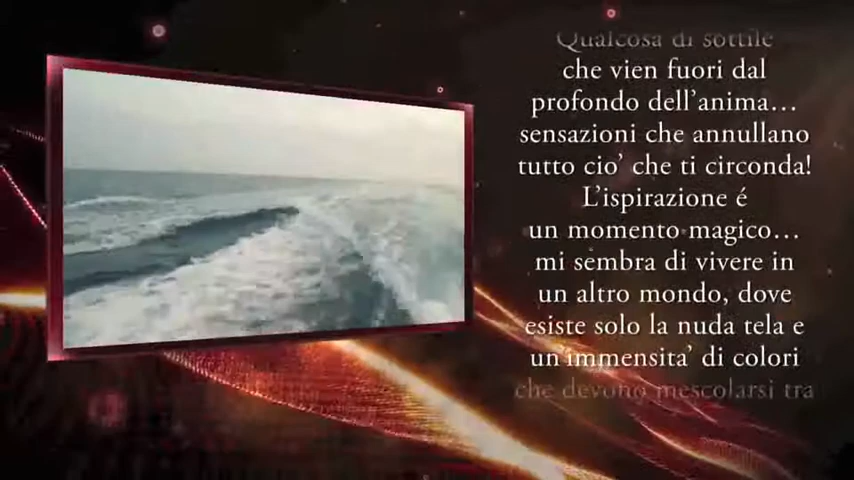 Qualcosa di sottile
che vien fuori dal
profondo dell'anima...
sensazioni che annullano
tutto cio' che ti circonda!
L'ispirazione é
un momento magico...
mi sembra di vivere in
un altro mondo, dove
esiste solo la nuda tela e
un'immensita' di colori
che devono mescolarsi tra